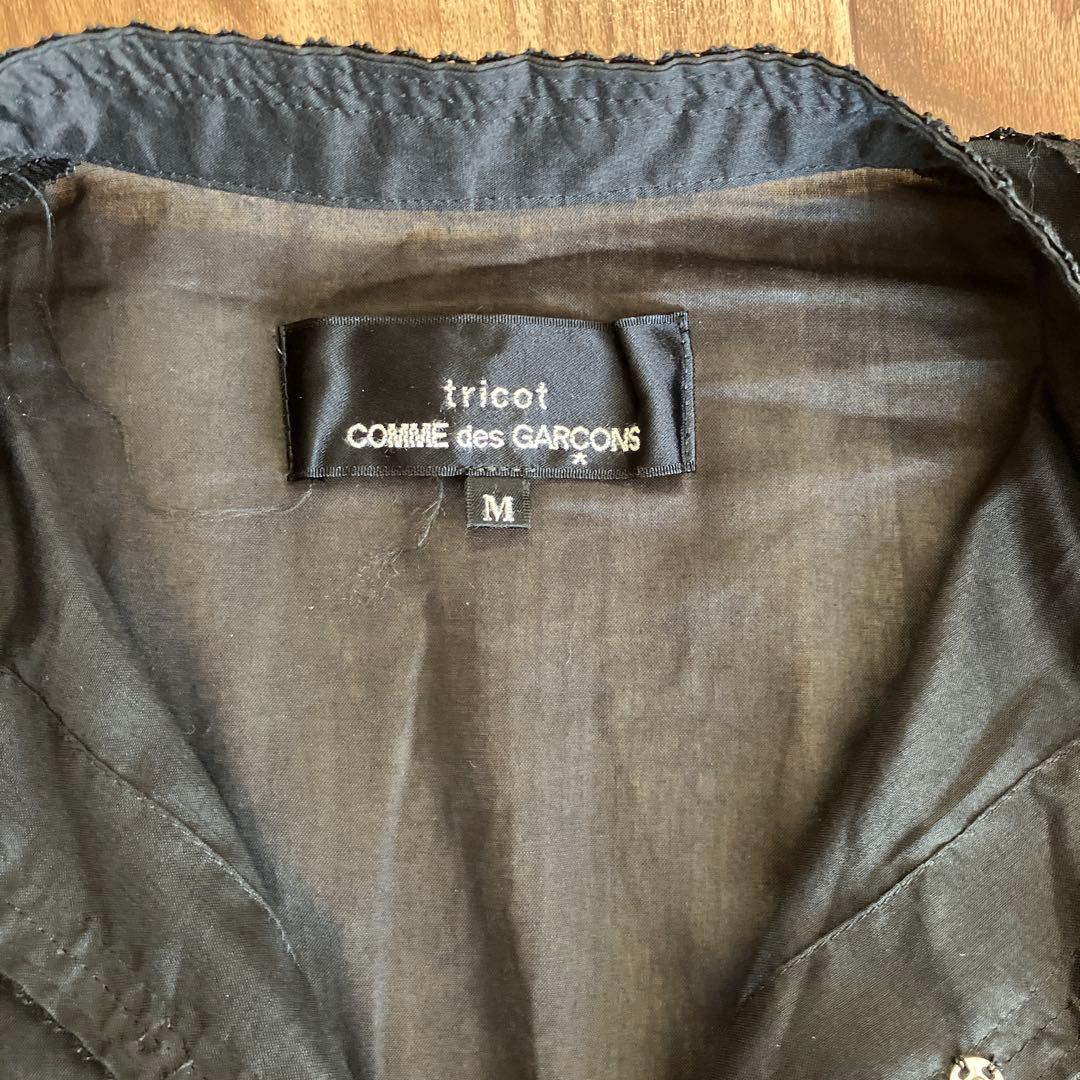 tricot
COMME des GARÇONS
*
M